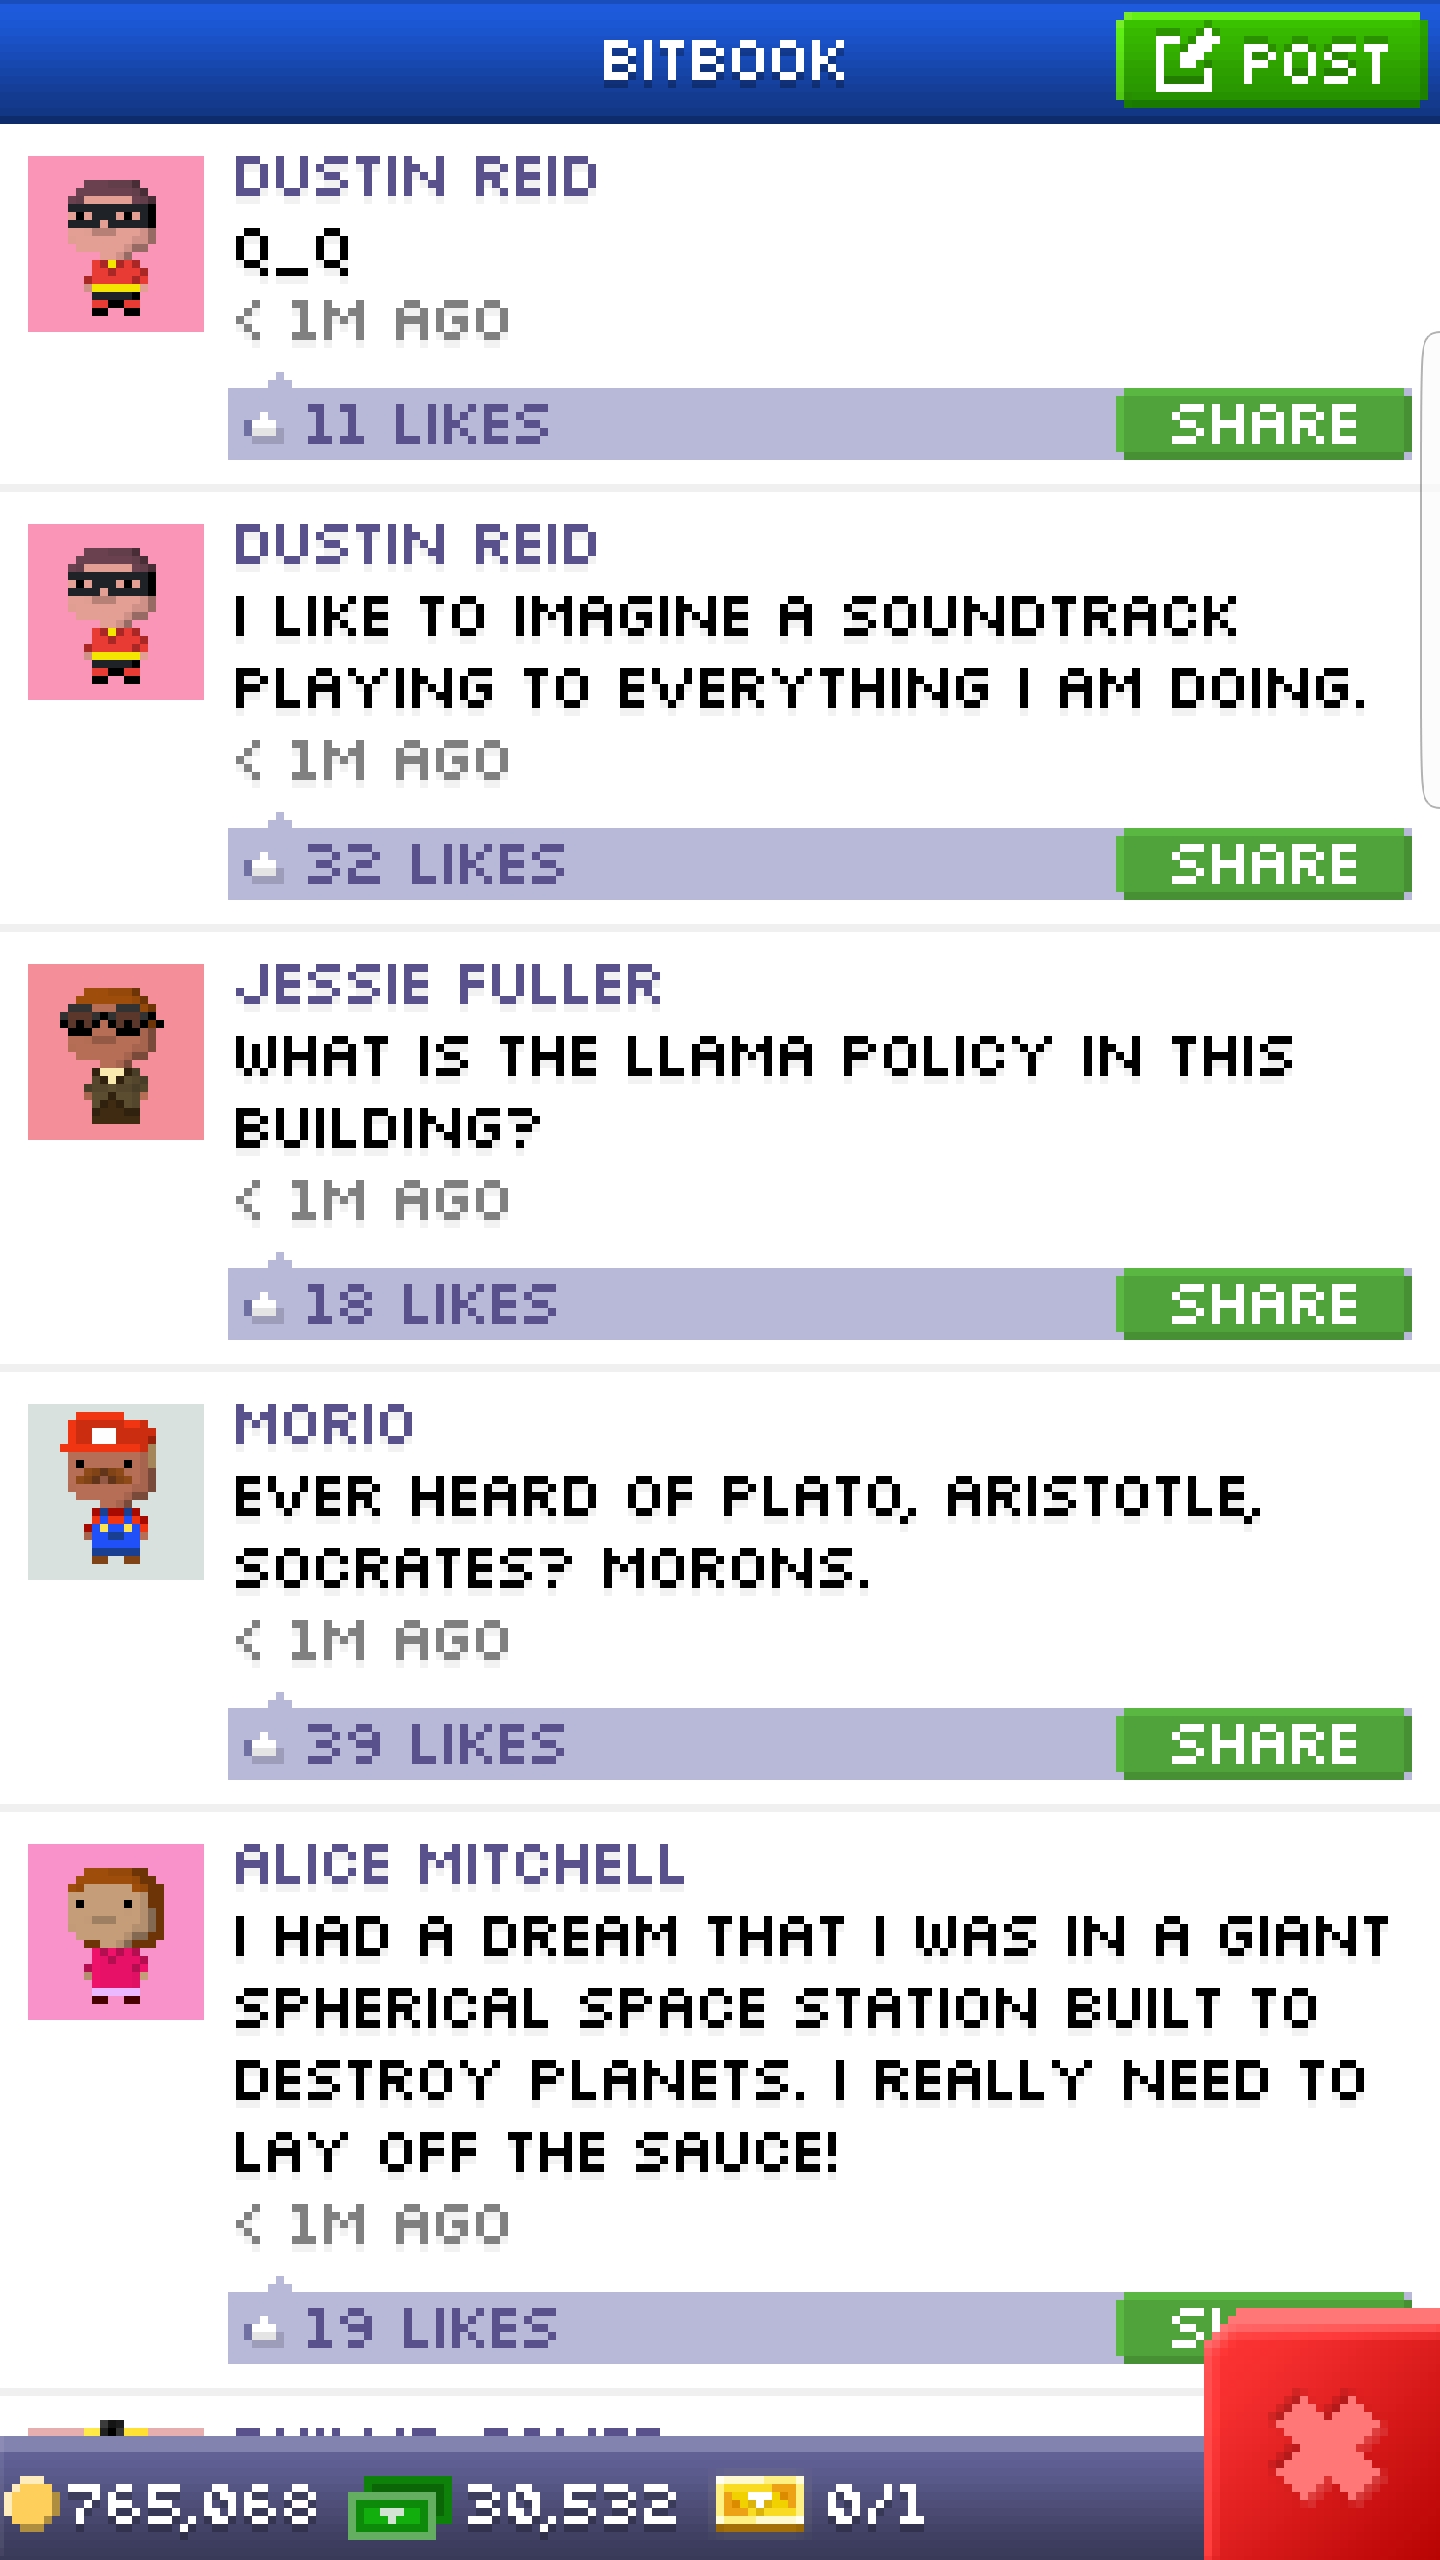 BITBOOK
POST
DUSTIN REID
Q_Q
< 1M AGO
11 LIKES
SHARE
DUSTIN REID
I LIKE TO IMAGINE A SOUNDTRACK
PLAYING TO EVERYTHING I AM DOING.
< 1M AGO
32 LIKES
SHARE
JESSIE FULLER
WHAT IS THE LLAMA POLICY IN THIS
BUILDING?
< 1M AGO
18 LIKES
SHARE
MORIO
EVER HEARD OF PLATO, ARISTOTLE,
SOCRATES? MORONS.
< 1M AGO
39 LIKES
SHARE
ALICE MITCHELL
I HAD A DREAM THAT I WAS IN A GIANT
SPHERICAL SPACE STATION BUILT TO
DESTROY PLANETS. I REALLY NEED TO
LAY OFF THE SAUCE!
< 1M AGO
19 LIKES
765,068
30,532
0/1